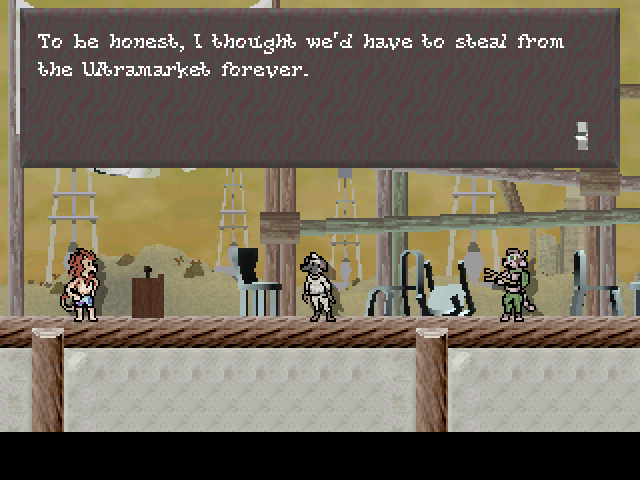 To be honest, I thought we'd have to steal from
the Ultramarket forever.